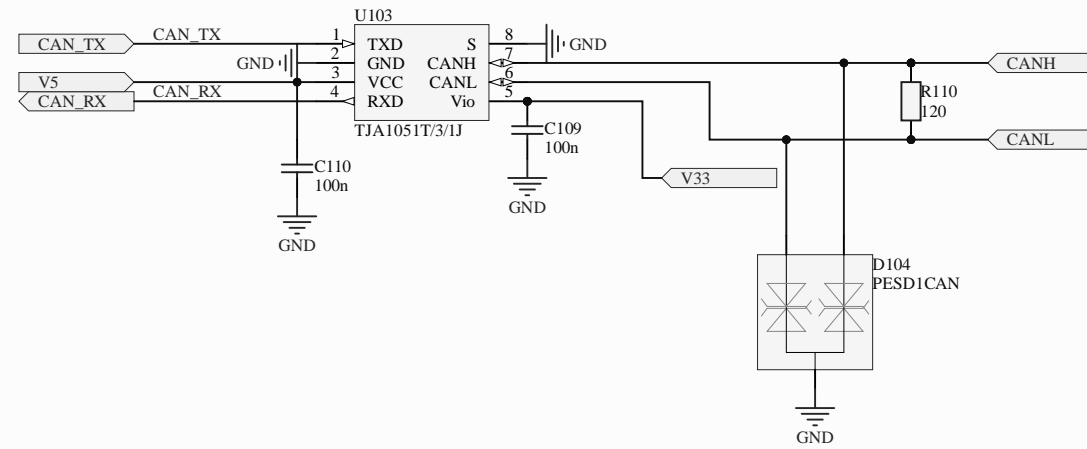 U103
CAN_TX
CAN_TX
1
TXD
S
8
GND
GND
2
GND
CANH
7
CANH
V5
3
VCC
CANL
6
R110
120
CAN_RX
CAN_RX
4
RXD
Vio
5
TJA1051T/3/1J
C109
100n
CANL
C110
100n
V33
GND
GND
D104
PESD1CAN
GND